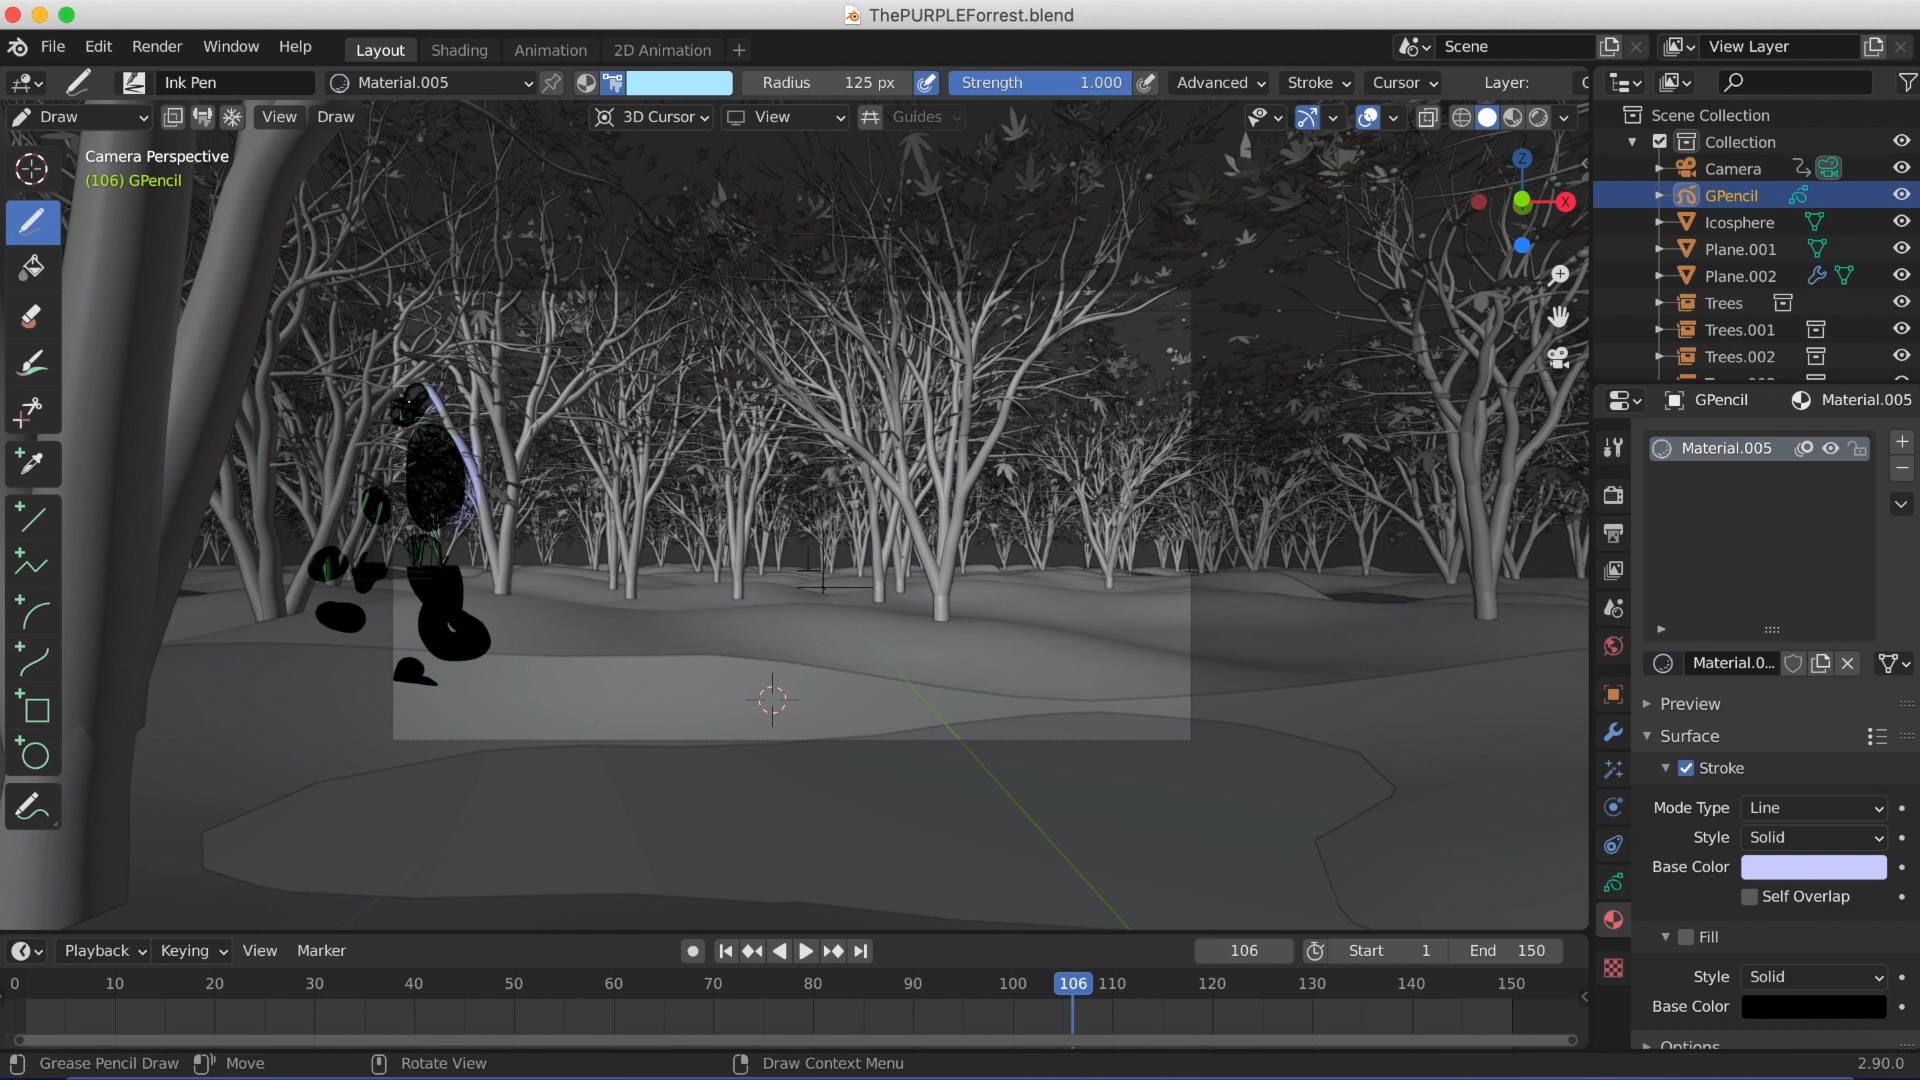 ThePURPLEForrest.blend
File Edit Render Window Help Layout Shading Animation 2D Animation + Scene View Layer
Ink Pen Material.005 Radius 125 px Strength 1.000 Advanced Stroke Cursor Layer:
Draw View Draw 3D Cursor View Guides
Camera Perspective
(106) GPencil
Z
X
Scene Collection
Collection
Camera
GPencil
Icosphere
Plane.001
Plane.002
Trees
Trees.001
Trees.002
GPencil Material.005
Material.005
Material.0...
Preview
Surface
Stroke
Mode Type Line
Style Solid
Base Color
Self Overlap
Fill
Style Solid
Base Color
Options
Playback Keying View Marker 106 Start 1 End 150
0 10 20 30 40 50 60 70 80 90 100 106 110 120 130 140 150
Grease Pencil Draw Move Rotate View Draw Context Menu 2.90.0